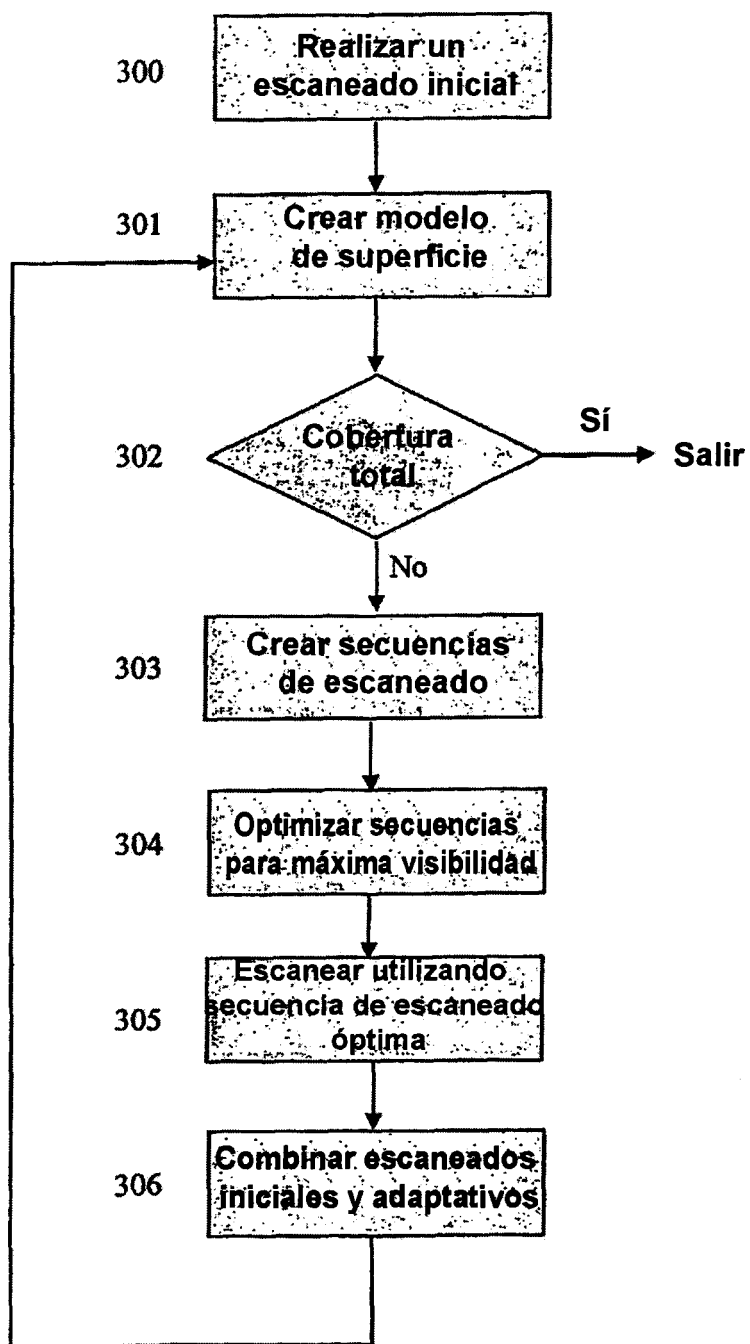 300
Realizar un
escaneado inicial
301
Crear modelo
de superficie
302
Cobertura
total
Sí
Salir
No
303
Crear secuencias
de escaneado
304
Optimizar secuencias
para máxima visibilidad
305
Escanear utilizando
secuencia de escaneado
óptima
306
Combinar escaneados
iniciales y adaptativos